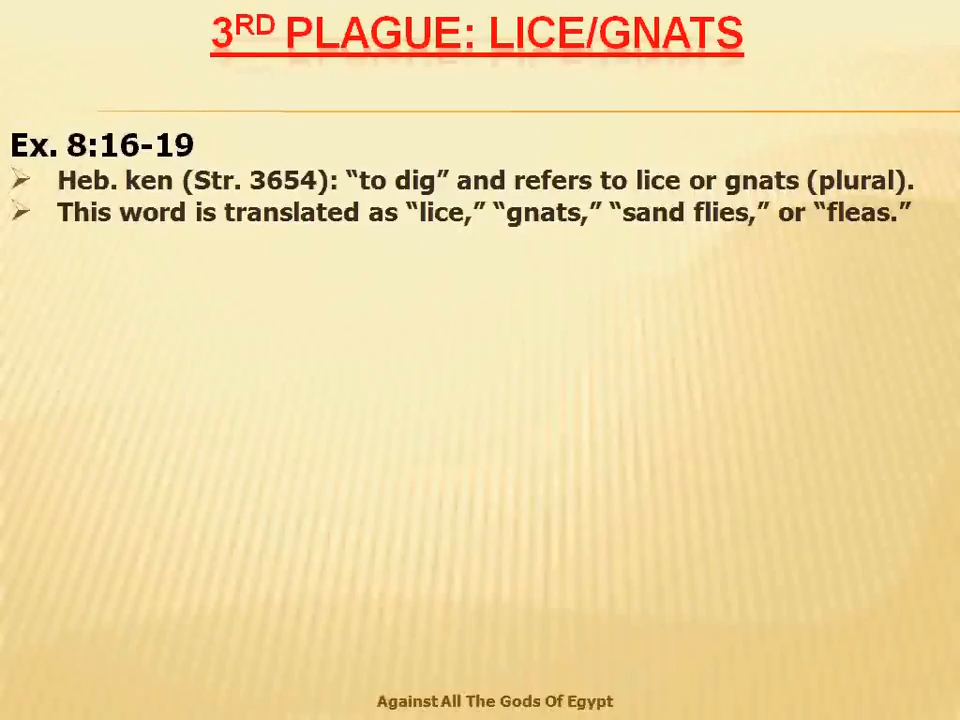 3RD PLAGUE: LICE/GNATS
Ex. 8:16-19
➢ Heb. ken (Str. 3654): “to dig” and refers to lice or gnats (plural).
➢ This word is translated as “lice,” “gnats,” “sand flies,” or “fleas.”
Against All The Gods Of Egypt